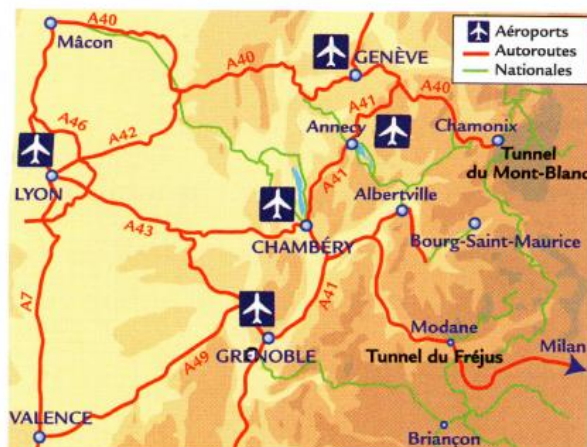 A40
Mâcon
Aéroports
Autoroutes
Nationales
GENÈVE
A40
A40
A46
A42
A41
Annecy
Chamonix
Tunnel
du Mont-Blanc
LYON
A41
Albertville
A43
CHAMBÉRY
Bourg-Saint-Maurice
A7
A41
Modane
Milan
GRENOBLE
Tunnel du Fréjus
A49
VALENCE
Briançon